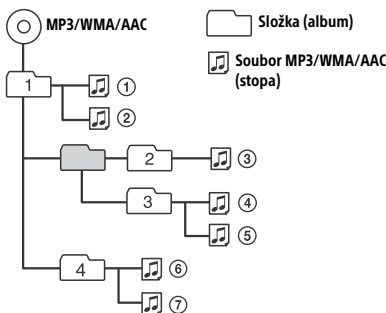 MP3/WMA/AAC
Složka (album)
Soubor MP3/WMA/AAC
(stopa)
1
①
②
2
③
3
④
⑤
4
⑥
⑦